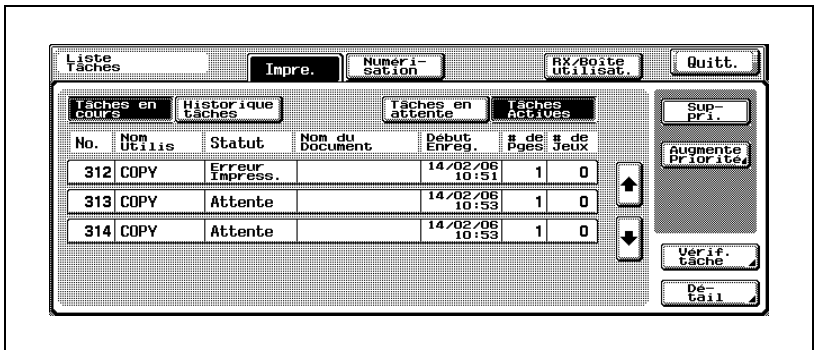 Liste
Tâches
Impre.
Numéri-
sation
RX/Boîte
utilisat.
Quitt.
Tâches en
cours
Historique
tâches
Tâches en
attente
Tâches
Actives
Sup-
pri.
No.
Nom
Utilis
Statut
Nom du
Document
Début
Enreg.
# de
Pges
# de
Jeux
Augmente
Priorité
312 COPY Erreur
Impress. 14/02/06
10:51 1 0
313 COPY Attente 14/02/06
10:53 1 0
314 COPY Attente 14/02/06
10:53 1 0
Vérif.
tâche
Dé-
tail